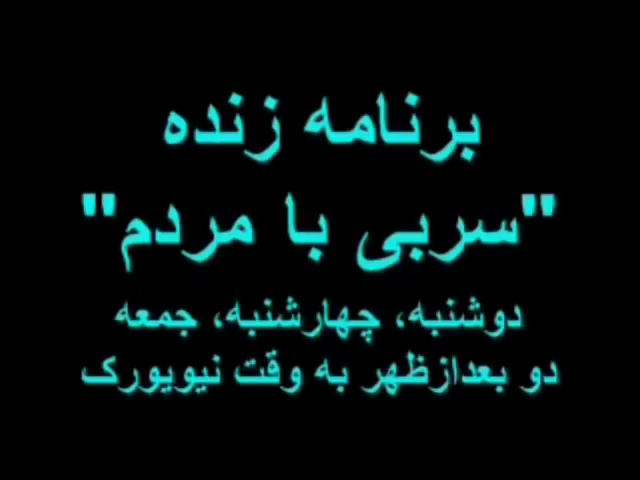 برنامه زنده
"سربی با مردم"
دوشنبه، چهارشنبه، جمعه
دو بعدازظهر به وقت نیویورک